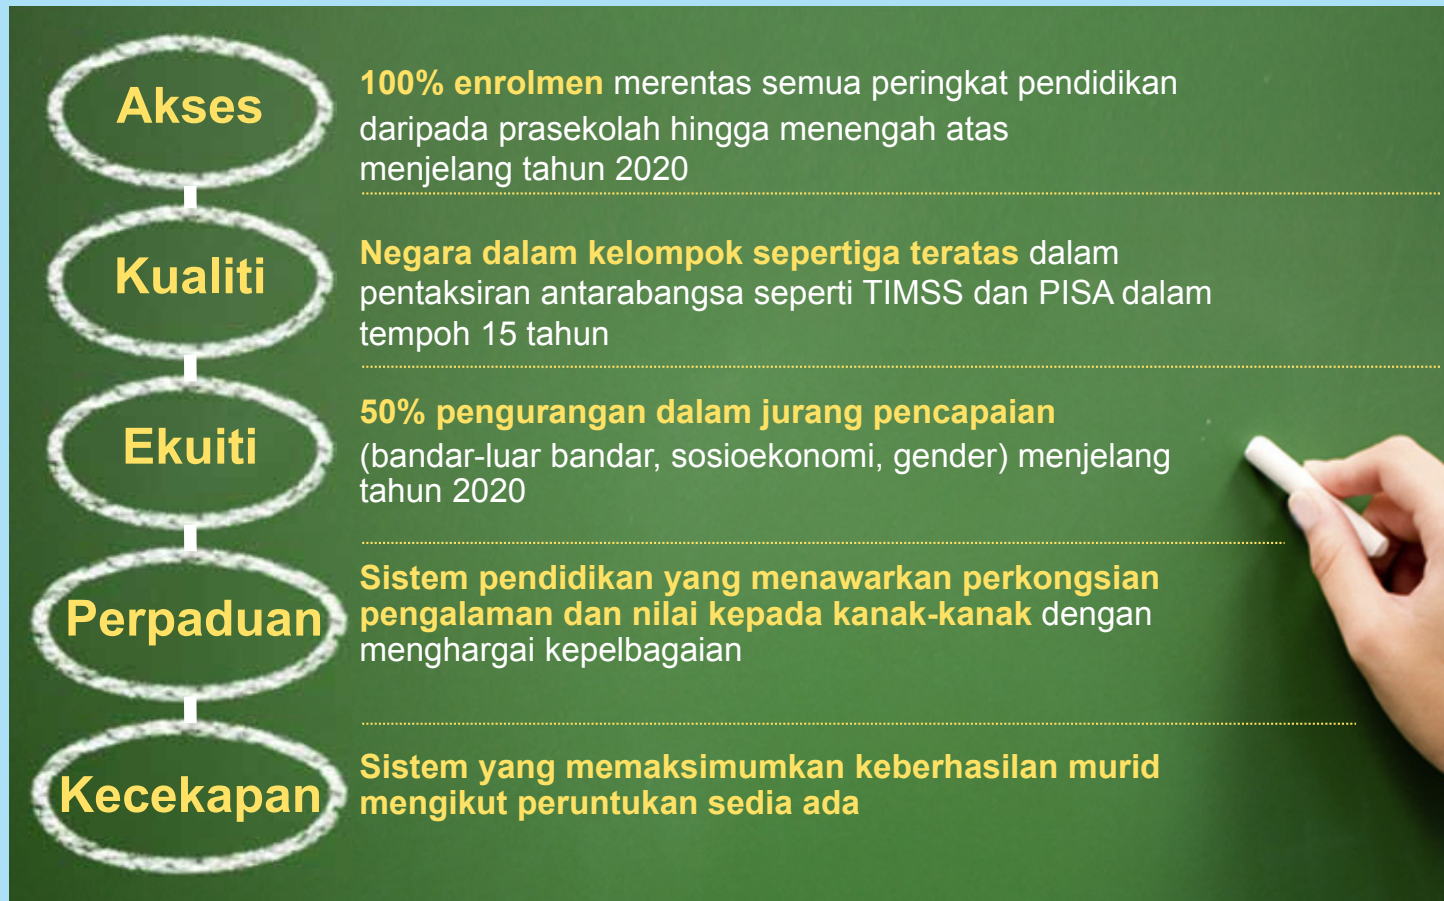 Akses
100% enrolmen merentas semua peringkat pendidikan
daripada prasekolah hingga menengah atas
menjelang tahun 2020
Kualiti
Negara dalam kelompok sepertiga teratas dalam
pentaksiran antarabangsa seperti TIMSS dan PISA dalam
tempoh 15 tahun
Ekuiti
50% pengurangan dalam jurang pencapaian
(bandar-luar bandar, sosioekonomi, gender) menjelang
tahun 2020
Perpaduan
Sistem pendidikan yang menawarkan perkongsian
pengalaman dan nilai kepada kanak-kanak dengan
menghargai kepelbagaian
Kecekapan
Sistem yang memaksimumkan keberhasilan murid
mengikut peruntukan sedia ada